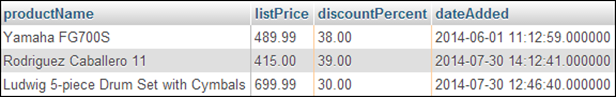 productName listPrice discountPercent dateAdded
Yamaha FG700S 489.99 38.00 2014-06-01 11:12:59.000000
Rodriguez Caballero 11 415.00 39.00 2014-07-30 14:12:41.000000
Ludwig 5-piece Drum Set with Cymbals 699.99 30.00 2014-07-30 12:46:40.000000